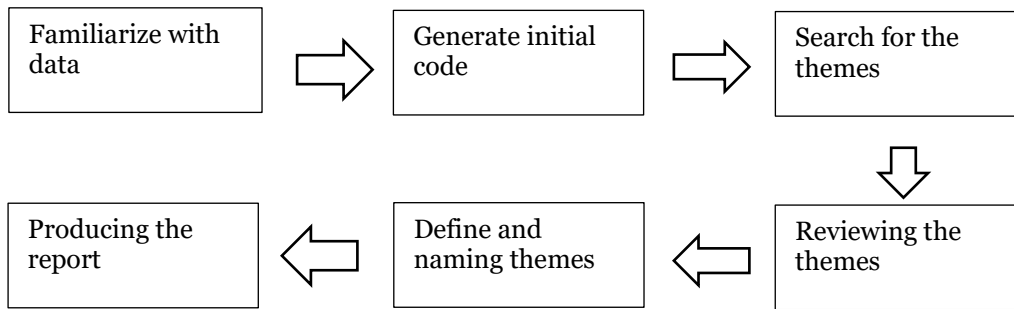 Familiarize with
data
Generate initial
code
Search for the
themes
Reviewing the
themes
Define and
naming themes
Producing the
report